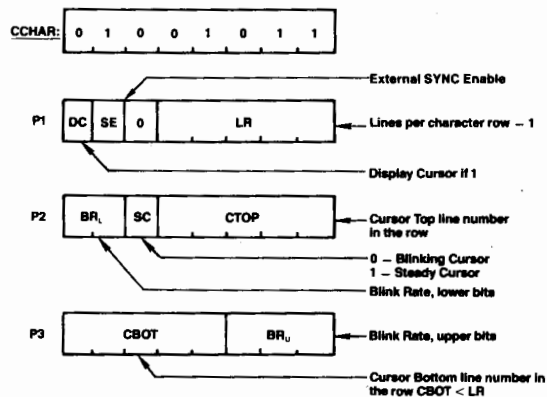 CCHAR: 0 1 0 0 1 0 1 1
External SYNC Enable
P1 DC SE 0 LR Lines per character row – 1
Display Cursor if 1
P2 BRL SC CTOP Cursor Top line number
in the row
0 – Blinking Cursor
1 – Steady Cursor
Blink Rate, lower bits
P3 CBOT BRU Blink Rate, upper bits
Cursor Bottom line number in
the row CBOT < LR